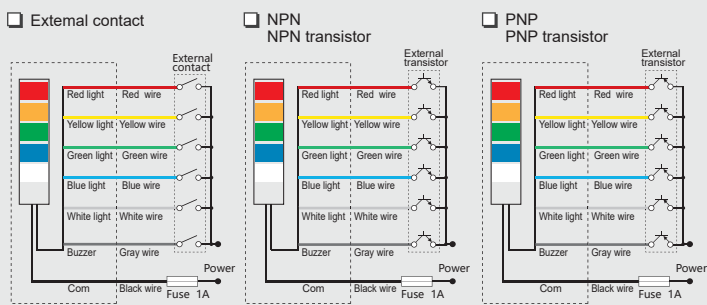 External contact
External
contact
Red light Red wire
Yellow light Yellow wire
Green light Green wire
Blue light Blue wire
White light White wire
Buzzer Gray wire
Power
Com Black wire Fuse 1A
NPN
NPN transistor
External
transistor
Red light Red wire
Yellow light Yellow wire
Green light Green wire
Blue light Blue wire
White light White wire
Buzzer Gray wire
Power
Com Black wire Fuse 1A
PNP
PNP transistor
External
transistor
Red light Red wire
Yellow light Yellow wire
Green light Green wire
Blue light Blue wire
White light White wire
Buzzer Gray wire
Power
Com Black wire Fuse 1A